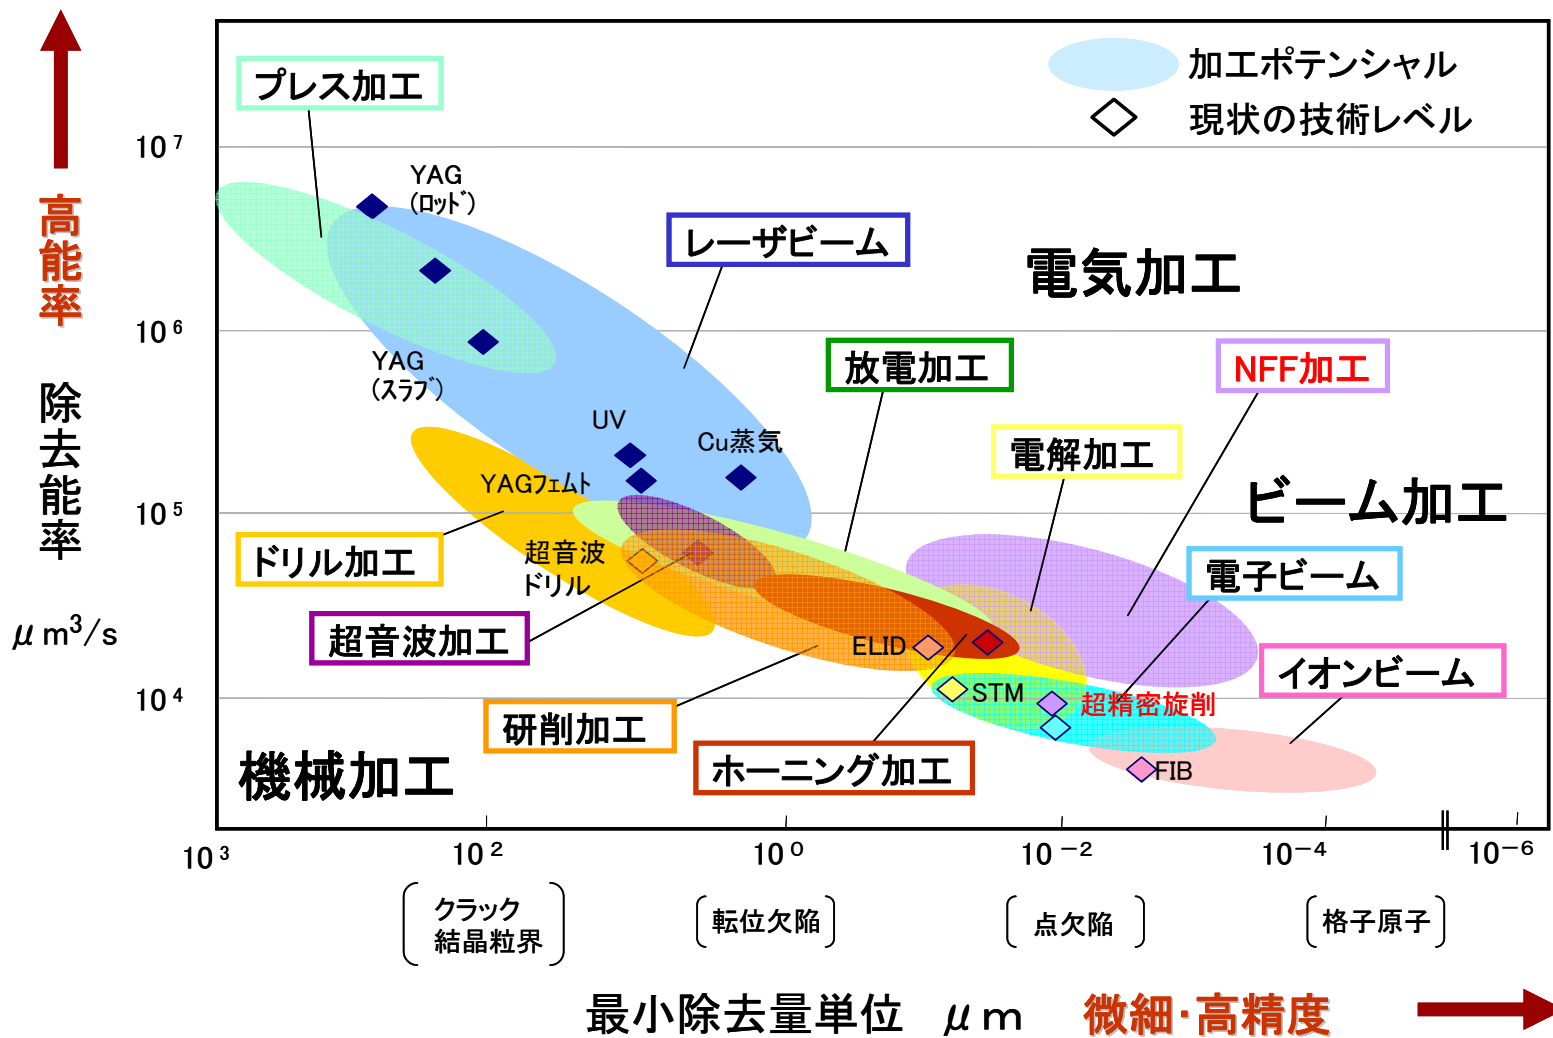 加工ポテンシャル
現状の技術レベル
プレス加工
10⁷
YAG
(ロッド)
高能率
レーザビーム
電気加工
10⁶
YAG
(スラブ)
放電加工
NFF加工
除去能率
UV
Cu蒸気
電解加工
YAGフェムト
ビーム加工
10⁵
ドリル加工
超音波
ドリル
電子ビーム
μm³/s
超音波加工
ELID
イオンビーム
10⁴
STM
超精密旋削
研削加工
機械加工
ホーニング加工
FIB
10³
10²
10⁰
10⁻²
10⁻⁴
10⁻⁶
クラック
結晶粒界
転位欠陥
点欠陥
格子原子
最小除去量単位 μm 微細・高精度